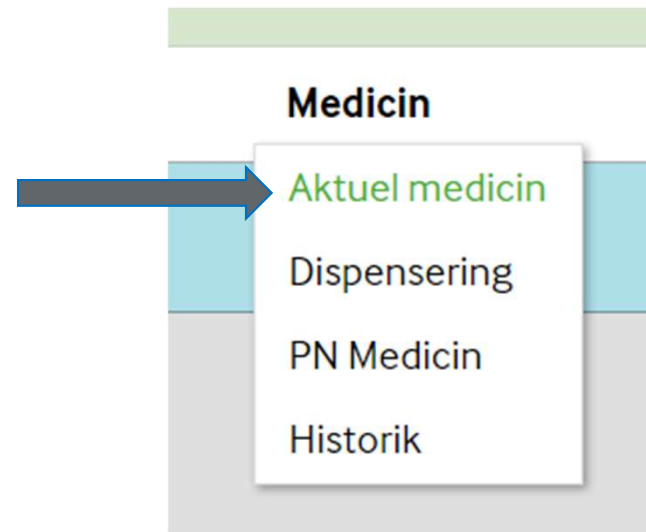 Medicin
Aktuel medicin
Dispensering
PN Medicin
Historik